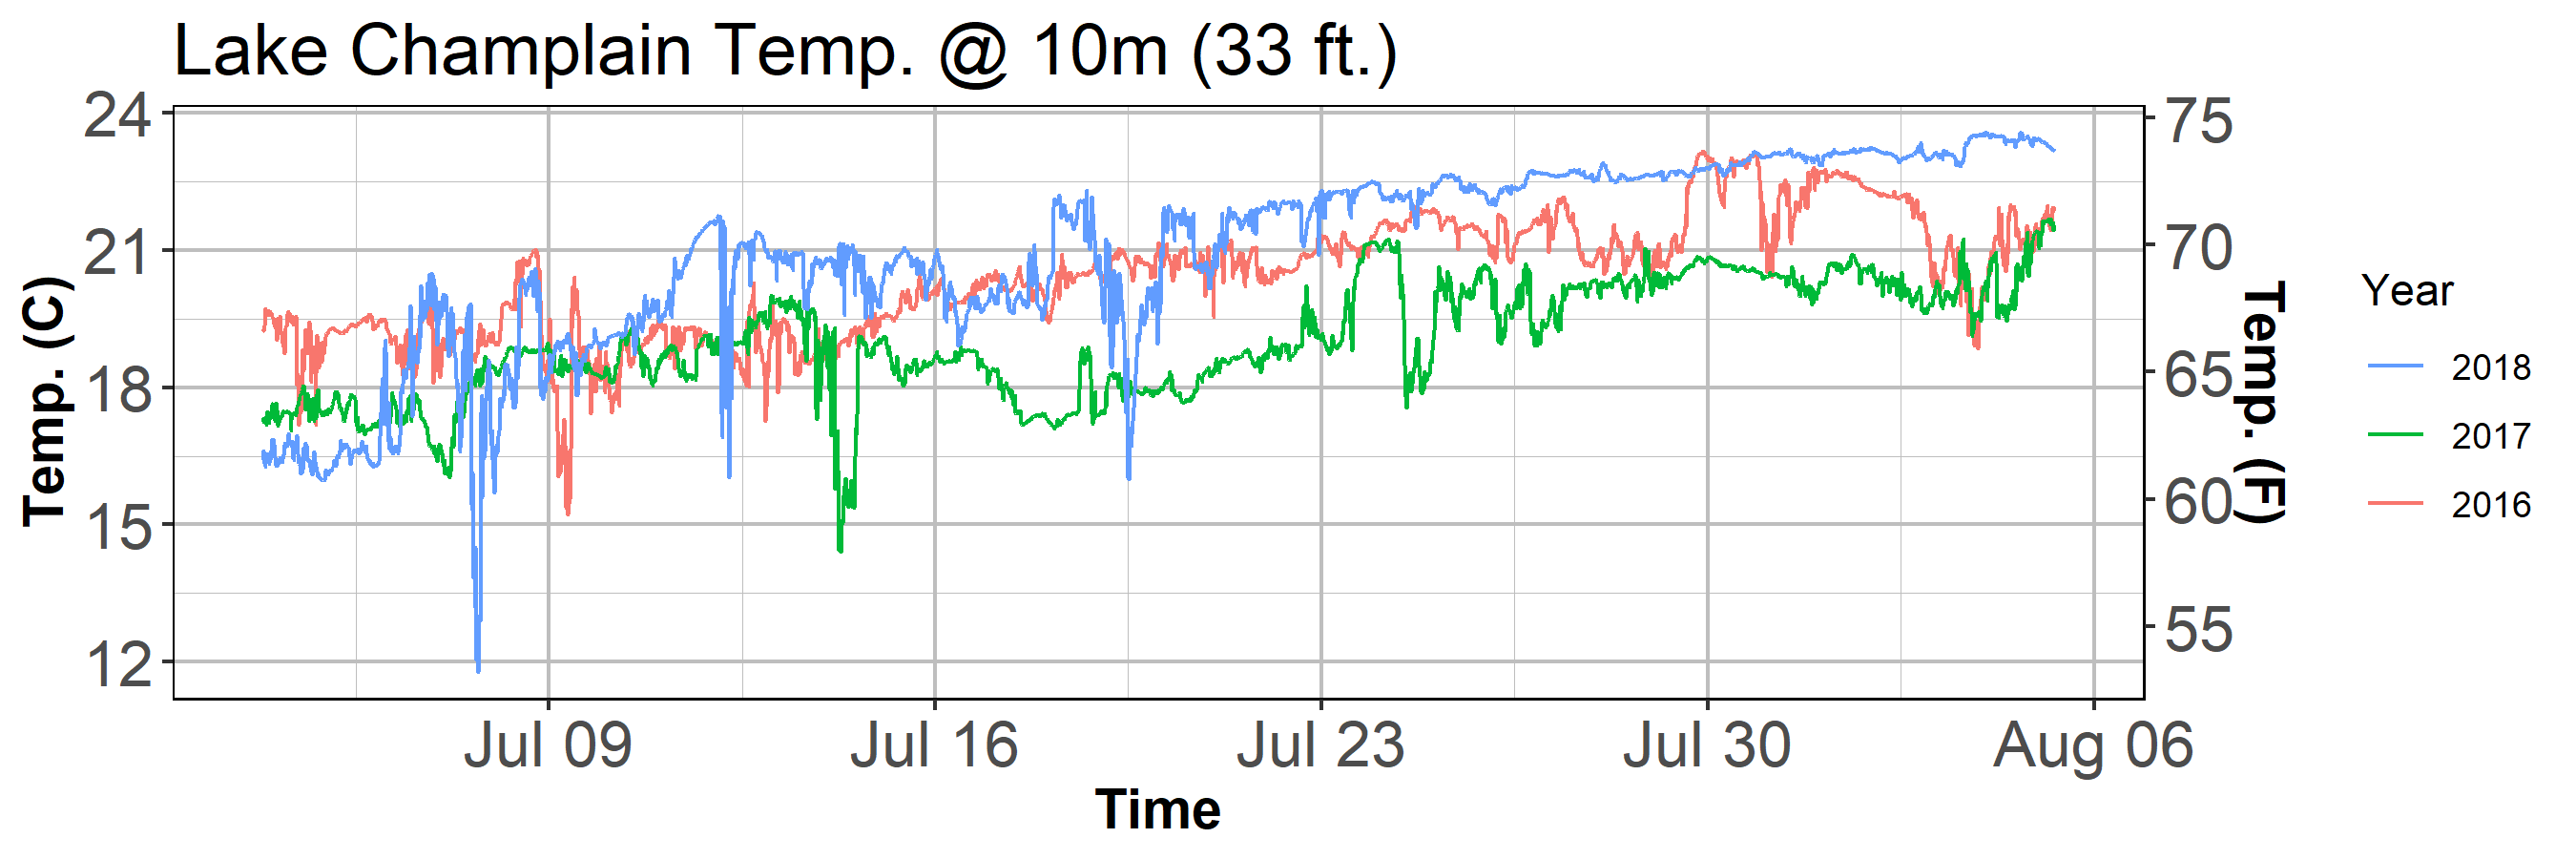 Lake Champlain Temp. @ 10m (33 ft.)
24
21
18
15
12
Temp. (C)
75
70
65
60
55
Temp. (F)
Jul 09 Jul 16 Jul 23 Jul 30 Aug 06
Time
Year
2018
2017
2016